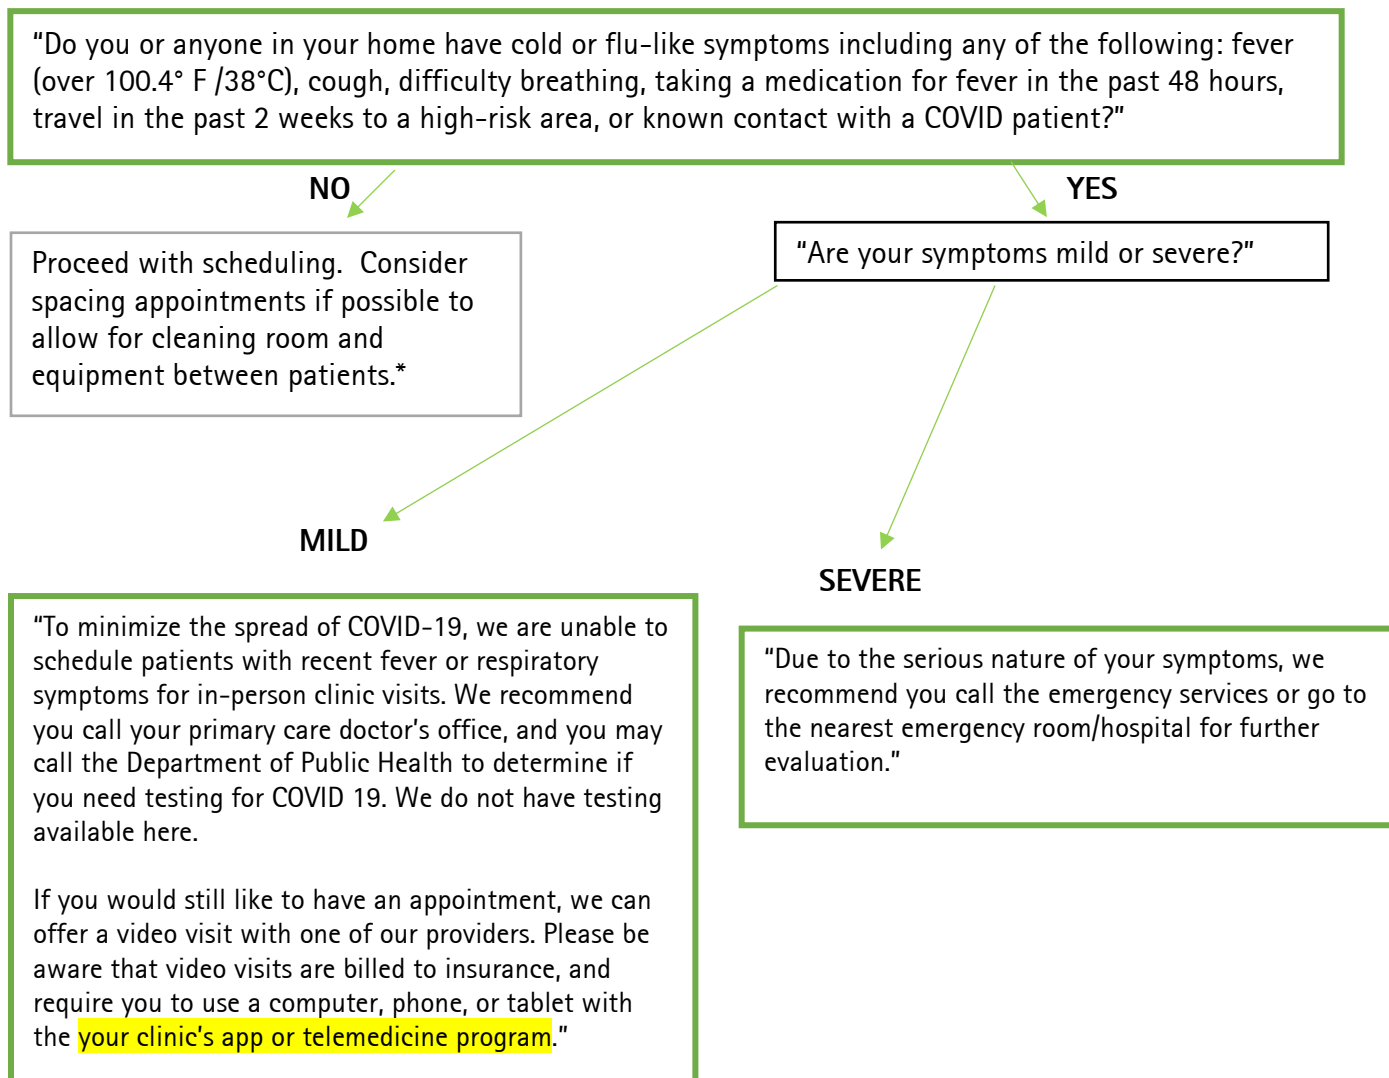 “Do you or anyone in your home have cold or flu-like symptoms including any of the following: fever
(over 100.4° F /38°C), cough, difficulty breathing, taking a medication for fever in the past 48 hours,
travel in the past 2 weeks to a high-risk area, or known contact with a COVID patient?”
NO
YES
Proceed with scheduling.  Consider
spacing appointments if possible to
allow for cleaning room and
equipment between patients.*
“Are your symptoms mild or severe?”
MILD
SEVERE
“To minimize the spread of COVID-19, we are unable to
schedule patients with recent fever or respiratory
symptoms for in-person clinic visits. We recommend
you call your primary care doctor’s office, and you may
call the Department of Public Health to determine if
you need testing for COVID 19. We do not have testing
available here.
If you would still like to have an appointment, we can
offer a video visit with one of our providers. Please be
aware that video visits are billed to insurance, and
require you to use a computer, phone, or tablet with
the your clinic’s app or telemedicine program.”
“Due to the serious nature of your symptoms, we
recommend you call the emergency services or go to
the nearest emergency room/hospital for further
evaluation.”